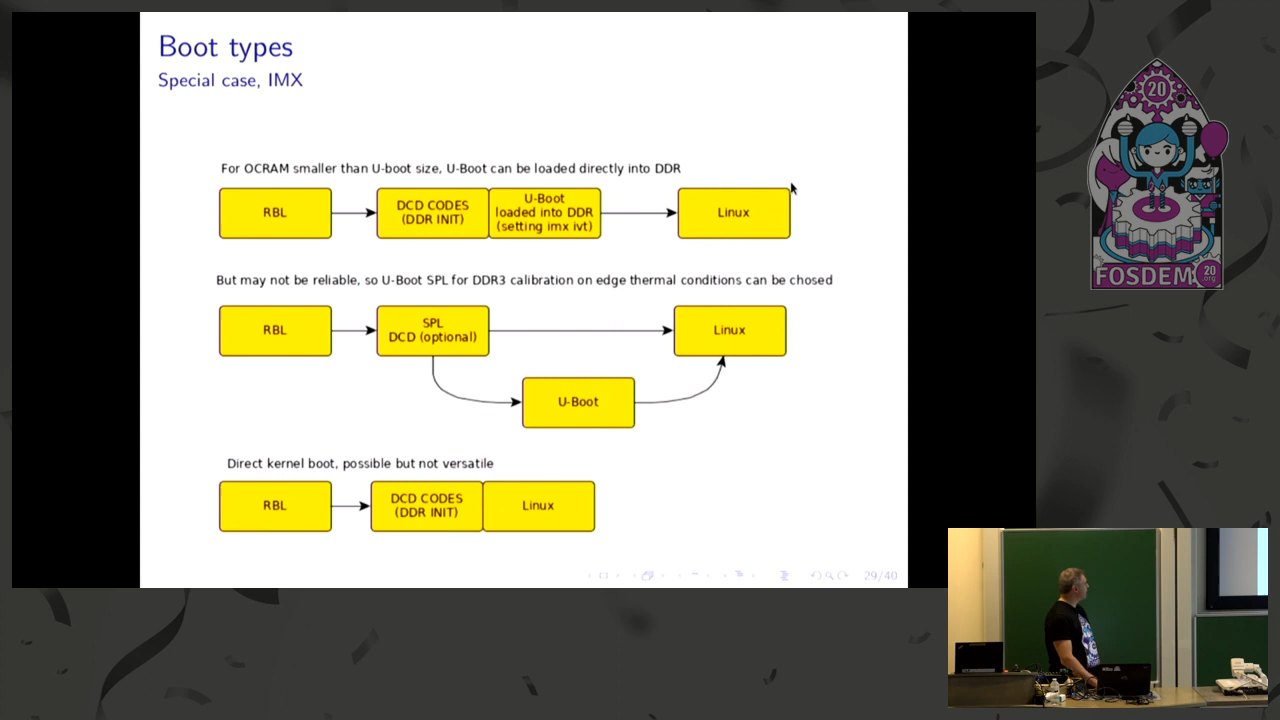 Boot types
Special case, IMX
For OCRAM smaller than U-boot size, U-Boot can be loaded directly into DDR
RBL
DCD CODES
(DDR INIT)
U-Boot
loaded into DDR
(setting imx ivt)
Linux
But may not be reliable, so U-Boot SPL for DDR3 calibration on edge thermal conditions can be chosed
RBL
SPL
DCD (optional)
Linux
U-Boot
Direct kernel boot, possible but not versatile
RBL
DCD CODES
(DDR INIT)
Linux
29/40
20
FOSDEM
20
.org